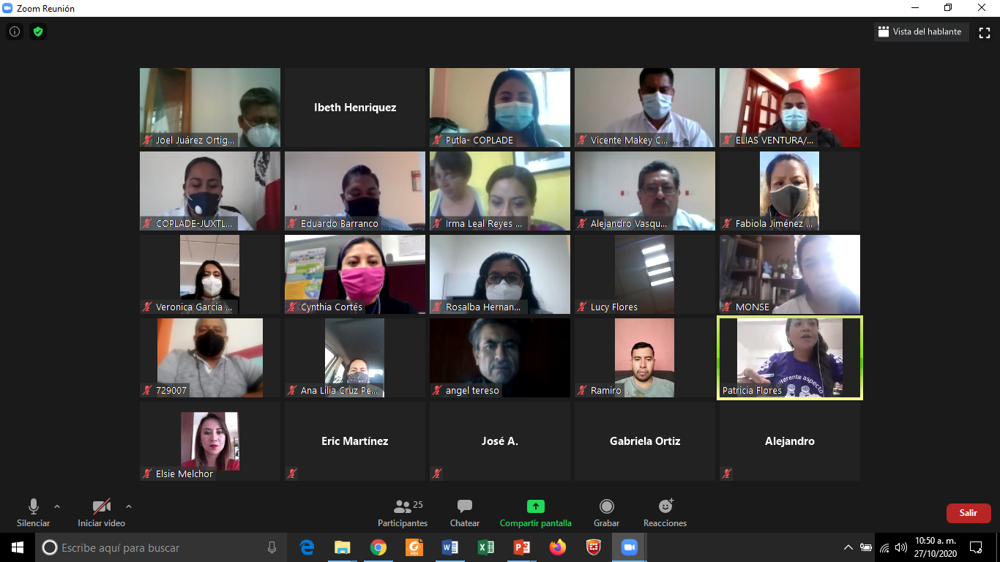 Zoom Reunión
Vista del hablante
Joel Juárez Ortig...
Ibeth Henriquez
Putla- COPLADE
Vicente Makey C...
ELIAS VENTURA/...
COPLADE-JUXTL...
Eduardo Barranco
Irma Leal Reyes ...
Alejandro Vasqu...
Fabiola Jiménez ...
Veronica Garcia ...
Cynthia Cortés
Rosalba Hernan...
Lucy Flores
MONSE
729007
Ana Lilia Cruz Pe...
angel tereso
Ramiro .
diferente aspecto
Patricia Flores
Elsie Melchor
Eric Martínez
José A.
Gabriela Ortiz
Alejandro
Silenciar
Iniciar video
25
Participantes
Chatear
Compartir pantalla
Grabar
Reacciones
Salir
Escribe aquí para buscar
10:50 a. m.
27/10/2020